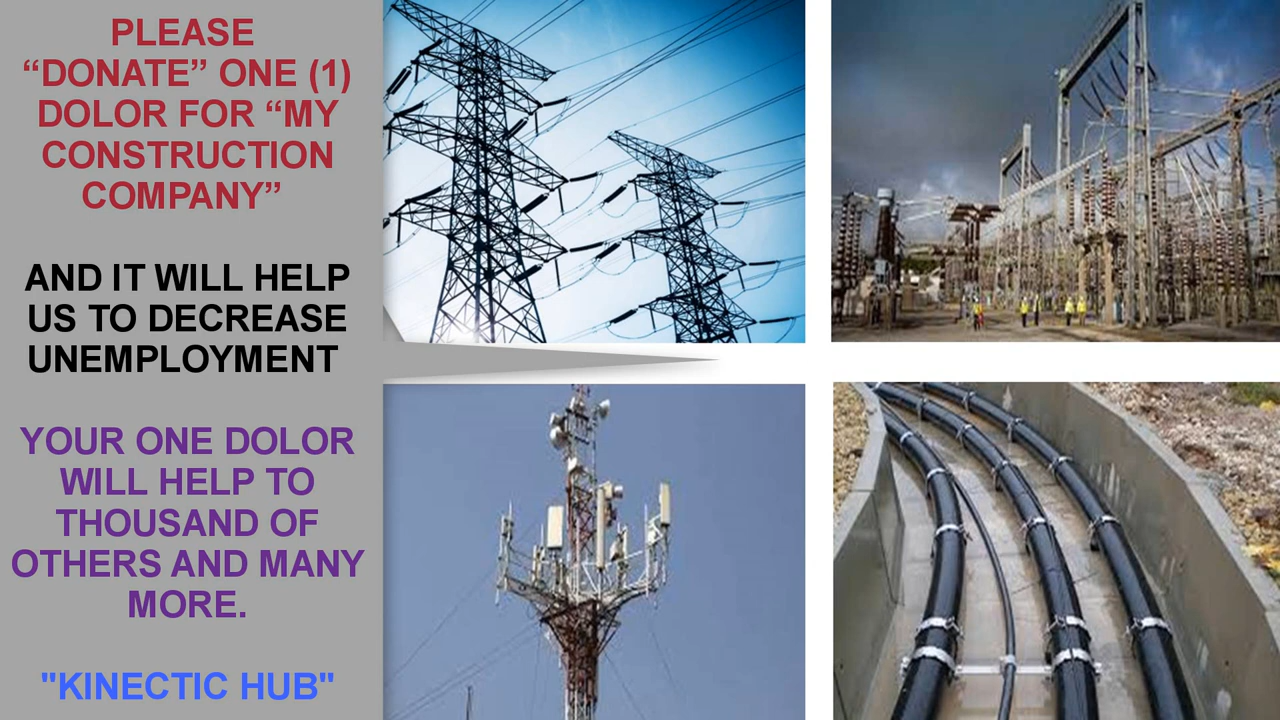 PLEASE
“DONATE” ONE (1)
DOLOR FOR “MY
CONSTRUCTION
COMPANY”
AND IT WILL HELP
US TO DECREASE
UNEMPLOYMENT
YOUR ONE DOLOR
WILL HELP TO
THOUSAND OF
OTHERS AND MANY
MORE.
"KINECTIC HUB"